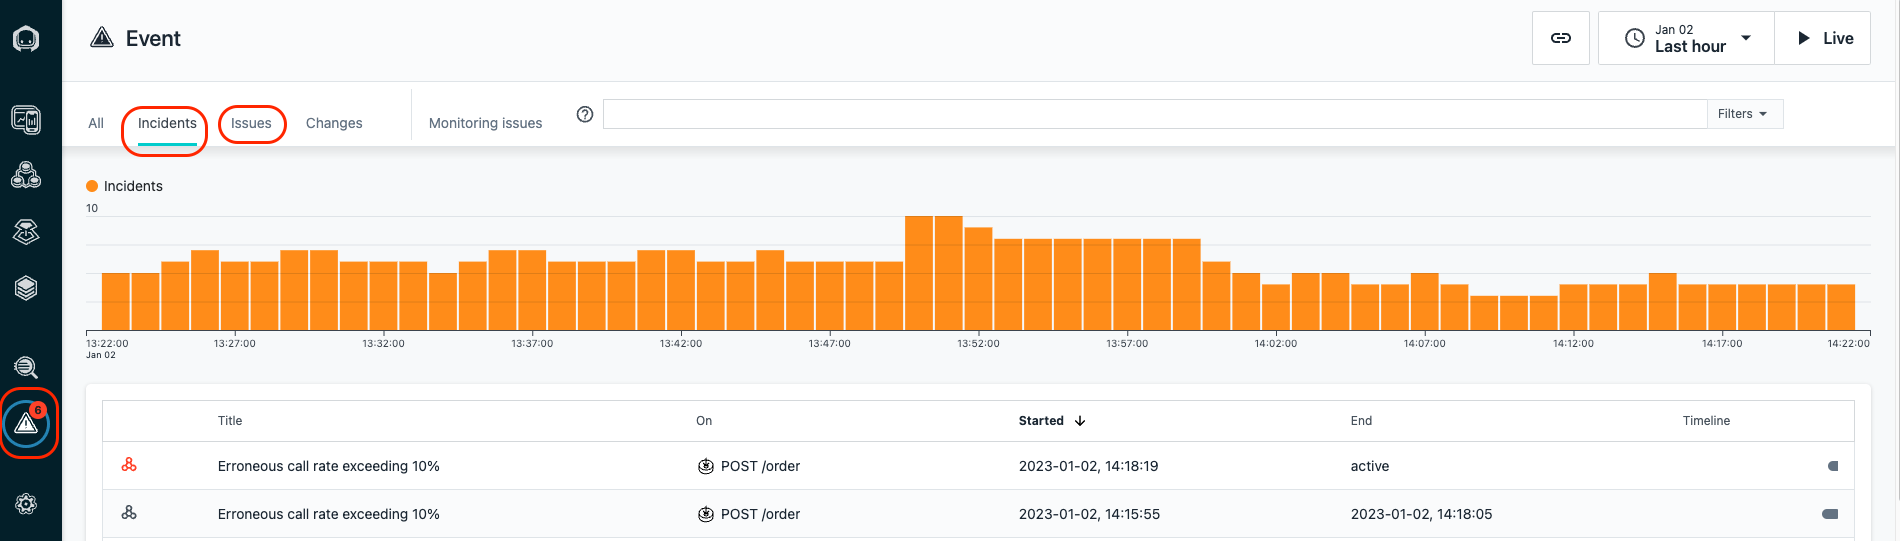 Event
Jan 02
Last hour
Live
All Incidents Issues Changes Monitoring issues Filters
Incidents
10
13:22:00 13:27:00 13:32:00 13:37:00 13:42:00 13:47:00 13:52:00 13:57:00 14:02:00 14:07:00 14:12:00 14:17:00 14:22:00
Jan 02
6
Title On Started End Timeline
Erroneous call rate exceeding 10% POST /order 2023-01-02, 14:18:19 active
Erroneous call rate exceeding 10% POST /order 2023-01-02, 14:15:55 2023-01-02, 14:18:05